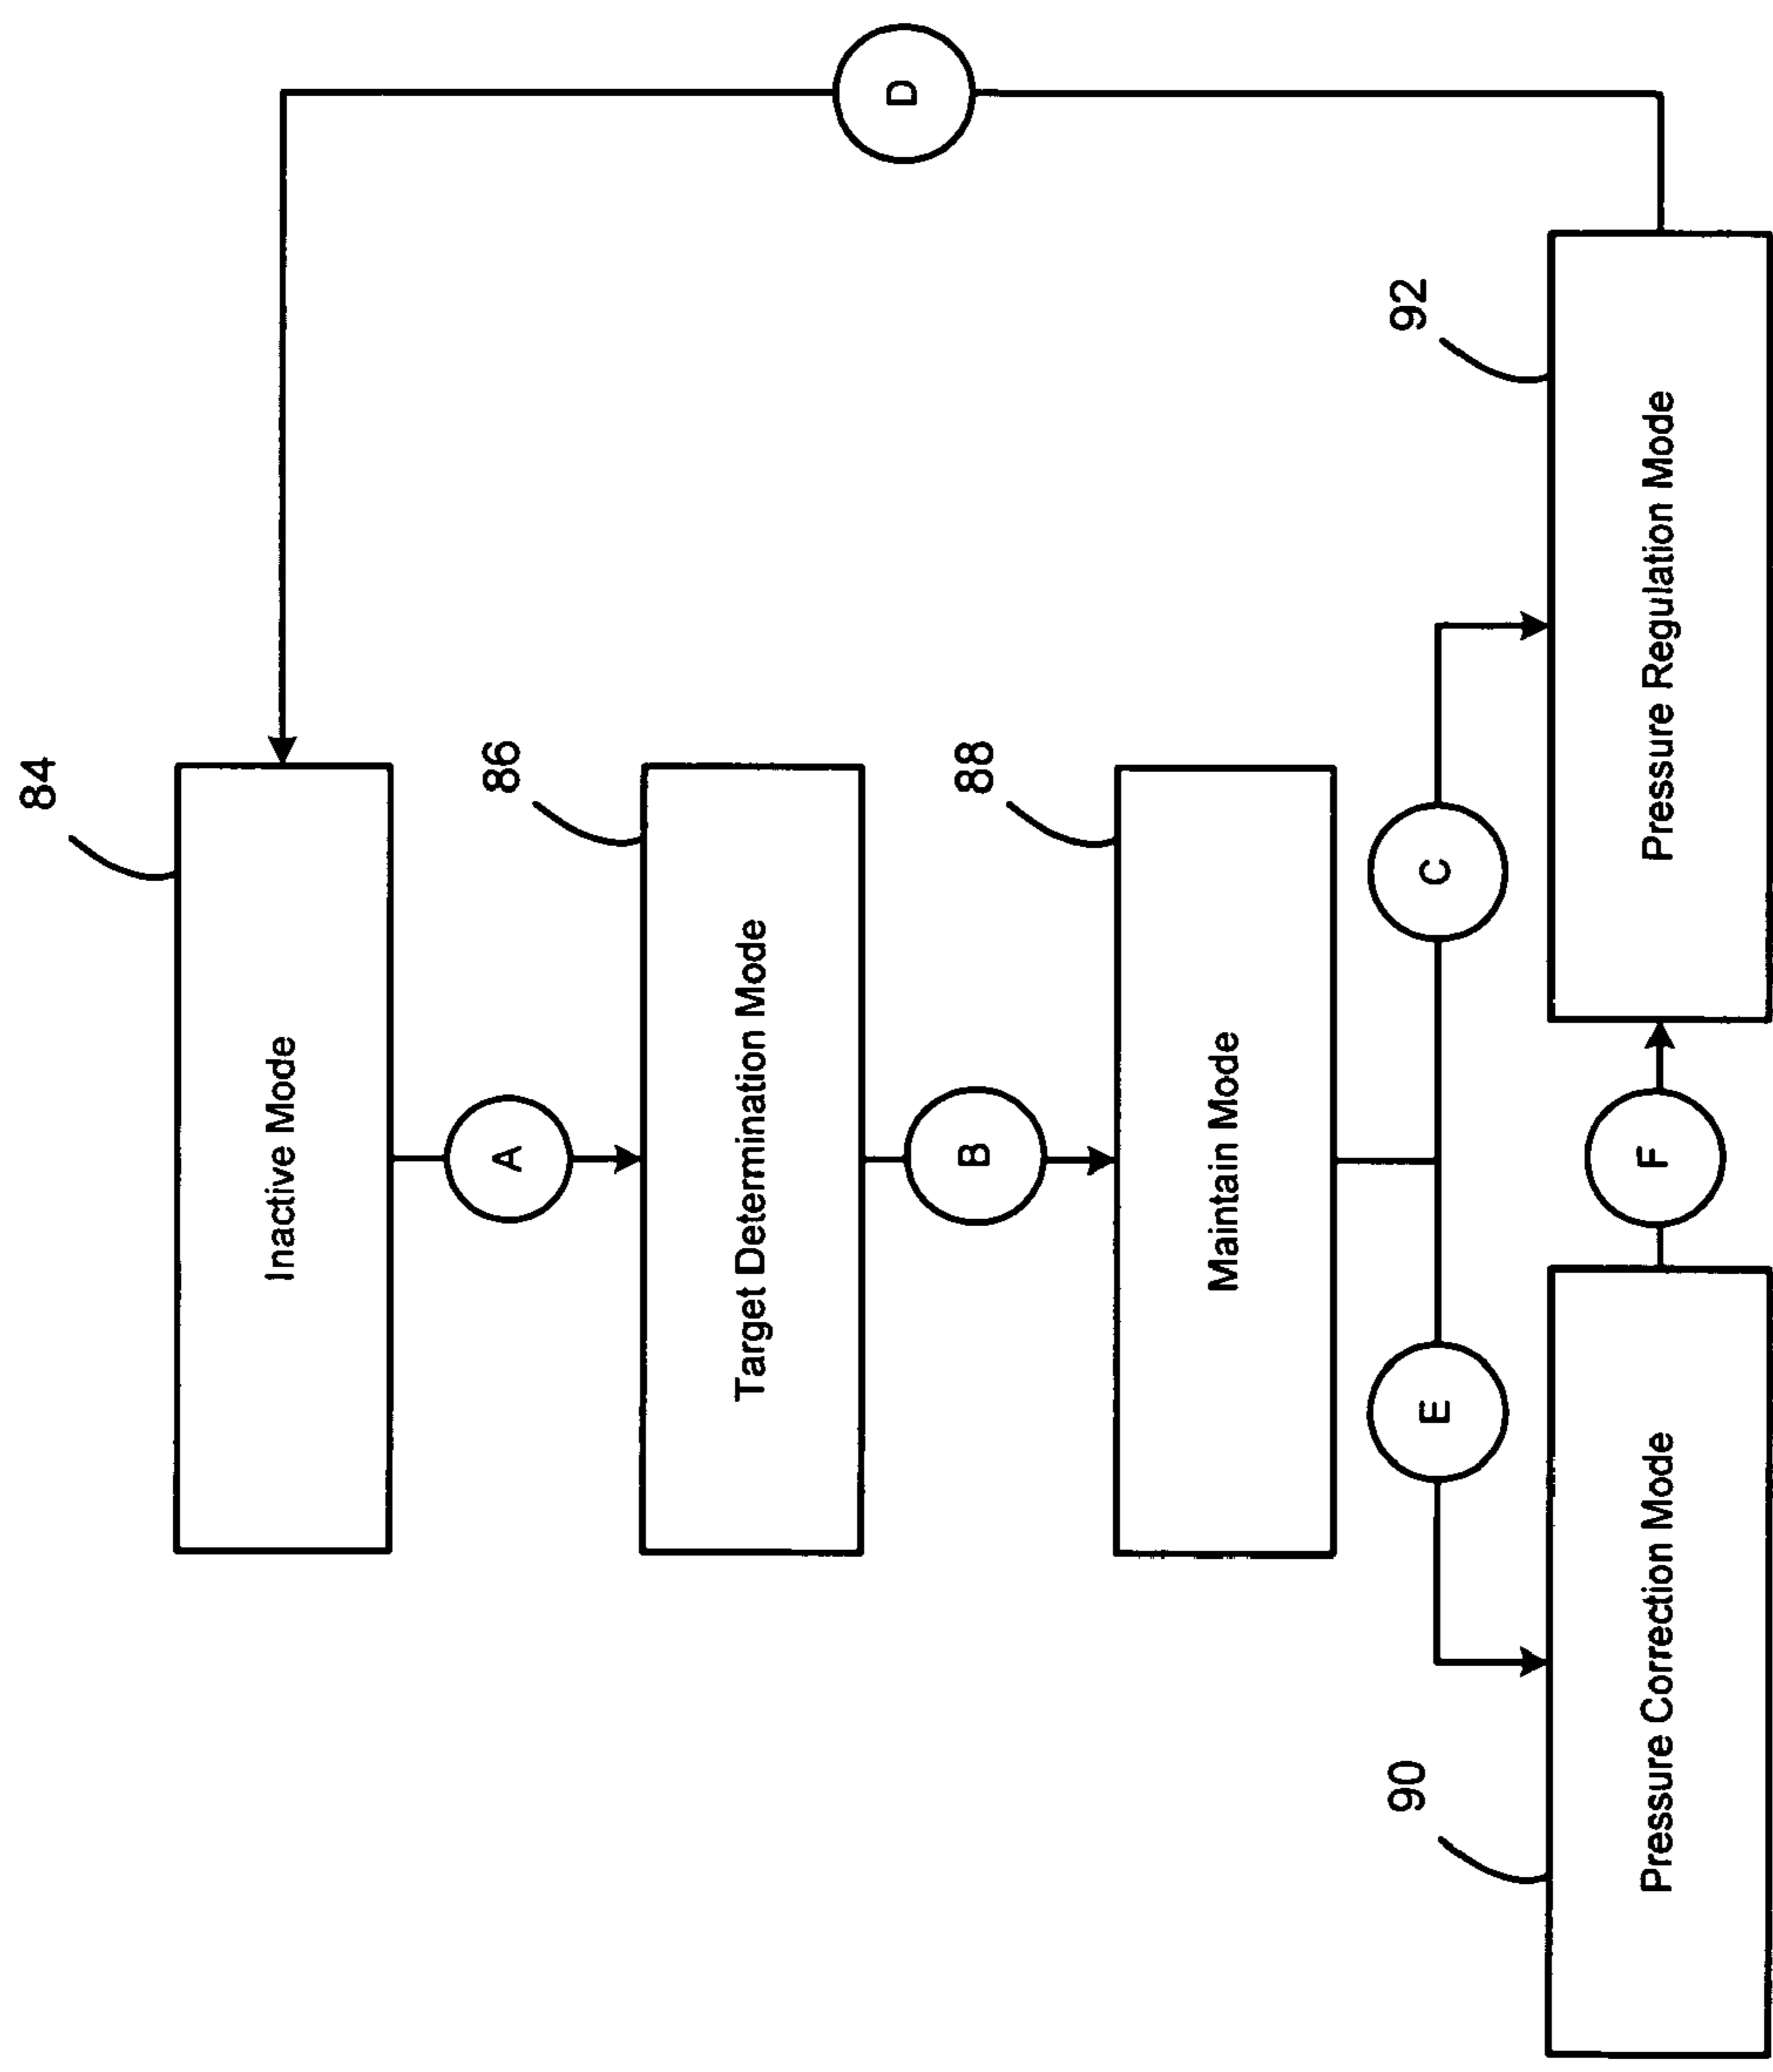 84
Inactive Mode
A
86
Target Determination Mode
B
88
Maintain Mode
E
C
D
90
Pressure Correction Mode
F
92
Pressure Regulation Mode